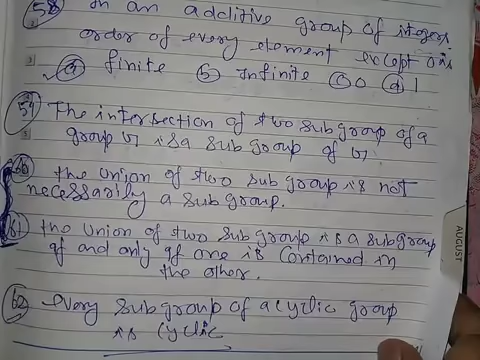 58 In an additive group of integers
order of every element except 0 is
(a) finite (b) Infinite (c) 0 (d) 1
59 The intersection of two subgroup of a
group G is a sub group of G
60 the union of two sub group is not
necessarily a subgroup.
61 the union of two subgroup is a subgroup
if and only if one is contained in
the other.
62 every subgroup of a cyclic group
is cyclic
AUGUST